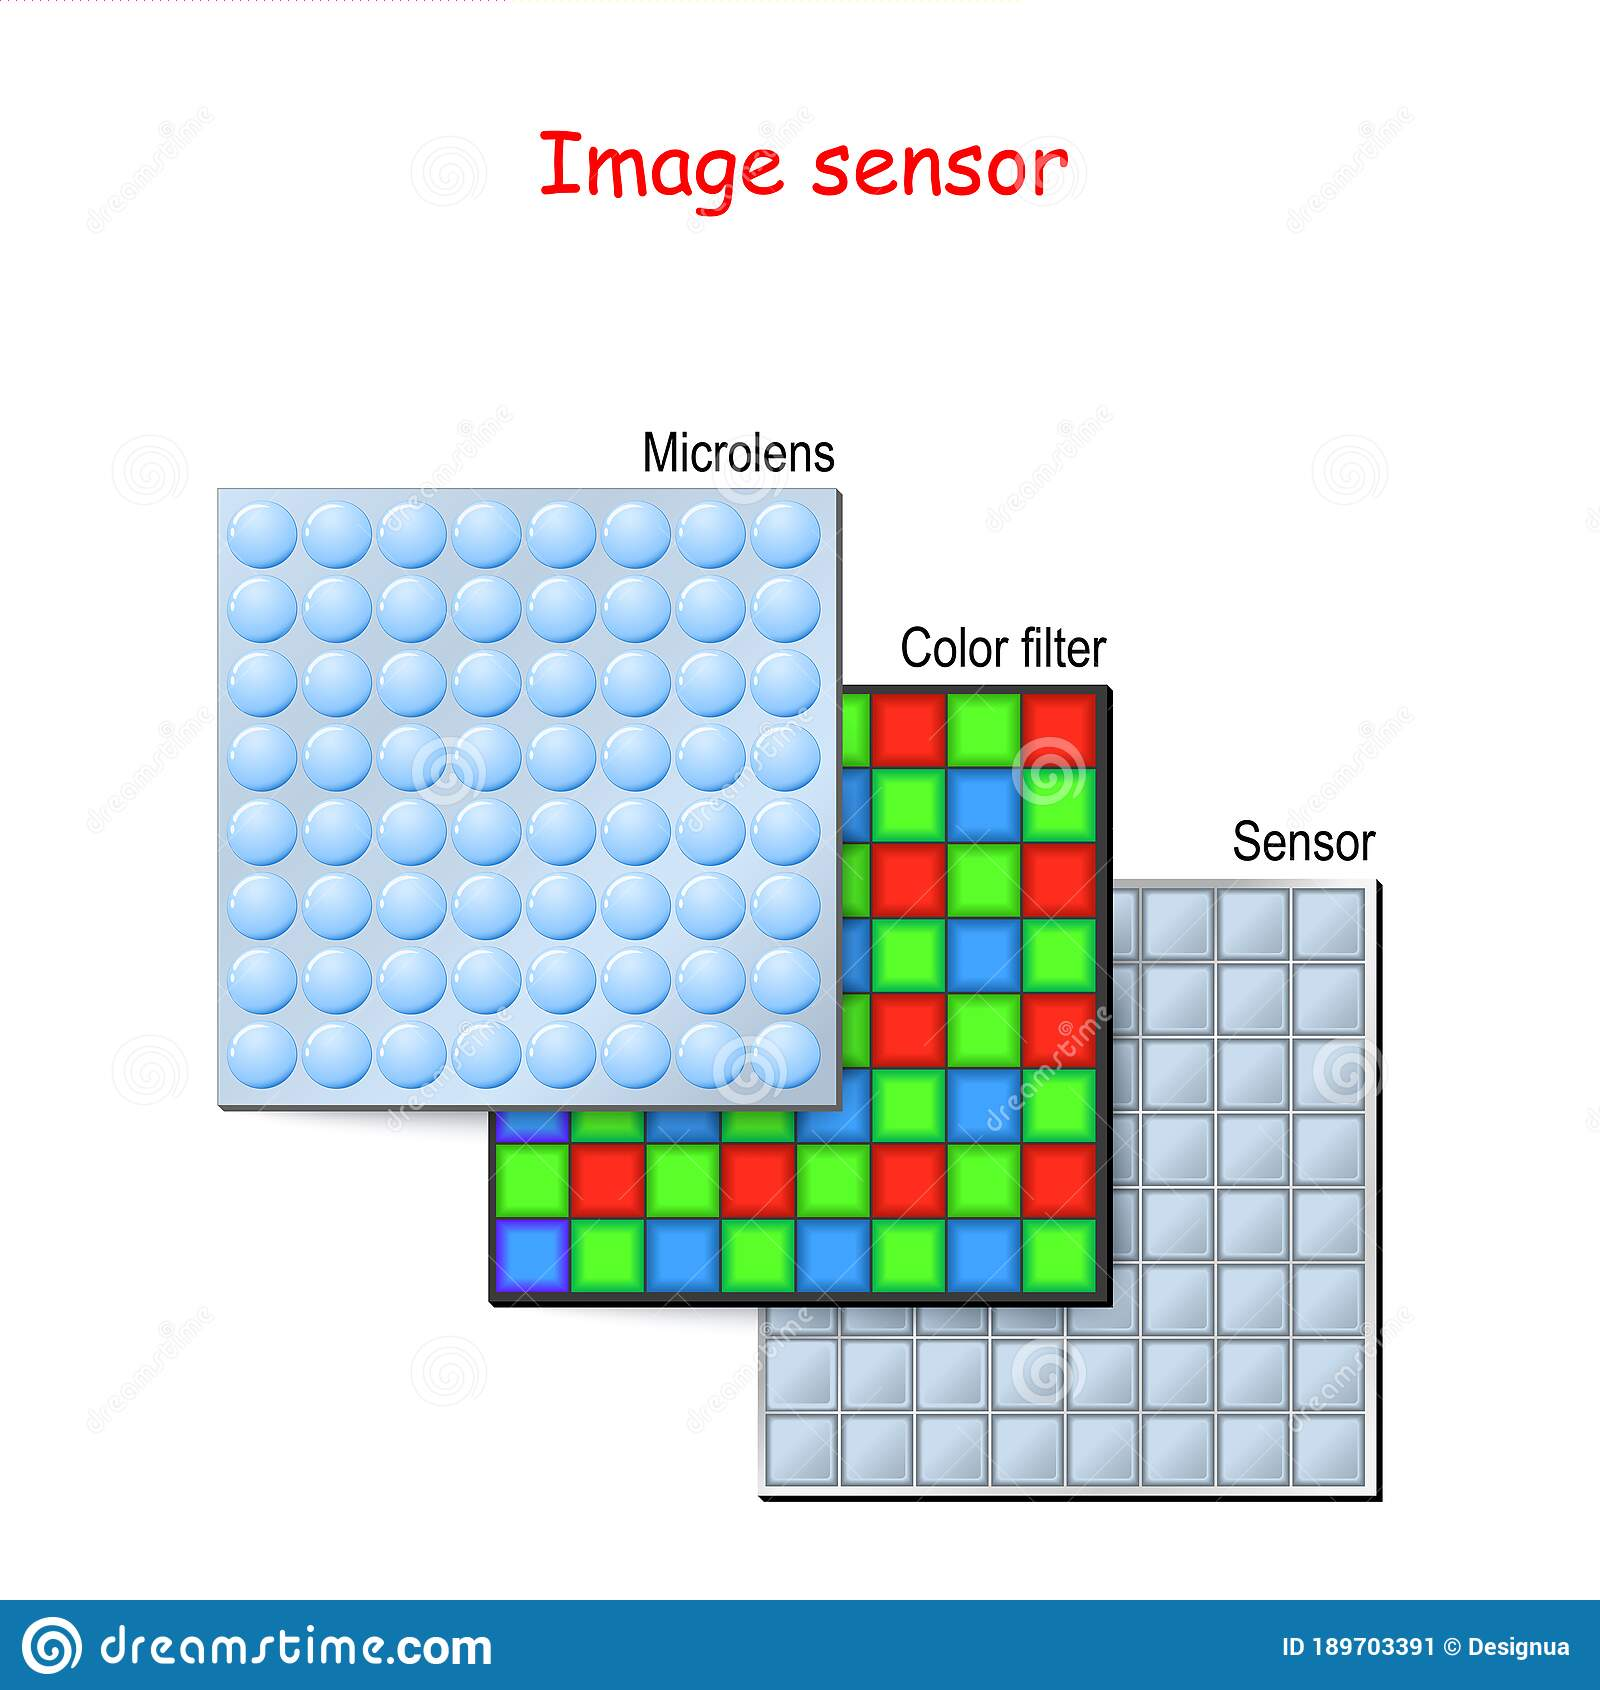 Image sensor
Microlens
Color filter
Sensor
dreamstime.com
ID 189703391 © Designua